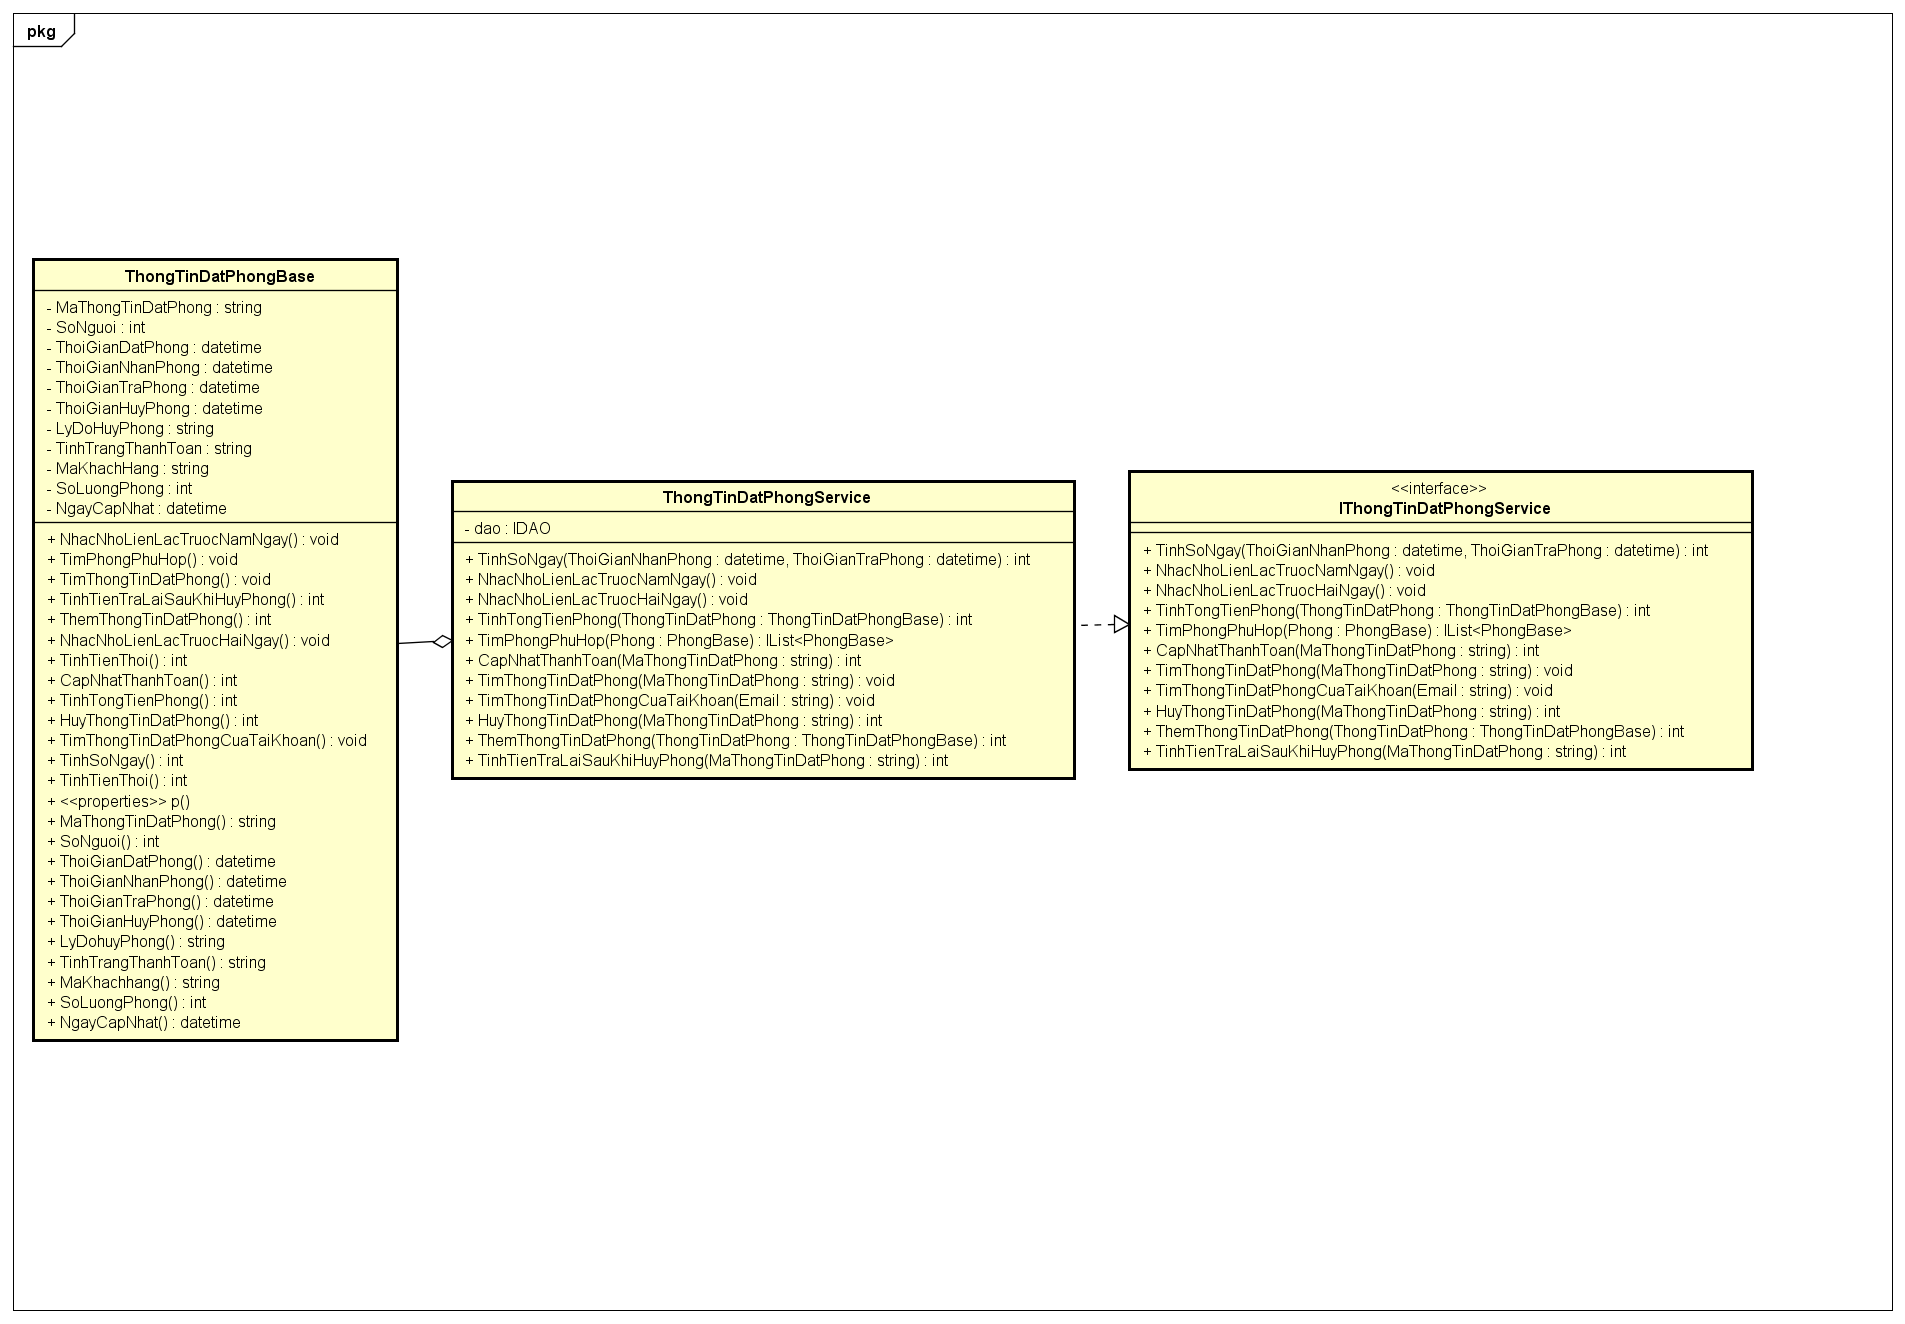 pkg
ThongTinDatPhongBase
- MaThongTinDatPhong : string
- SoNguoi : int
- ThoiGianDatPhong : datetime
- ThoiGianNhanPhong : datetime
- ThoiGianTraPhong : datetime
- ThoiGianHuyPhong : datetime
- LyDoHuyPhong : string
- TinhTrangThanhToan : string
- MaKhachHang : string
- SoLuongPhong : int
- NgayCapNhat : datetime
+ NhacNhoLienLacTruocNamNgay() : void
+ TimPhongPhuHop() : void
+ TimThongTinDatPhong() : void
+ TinhTienTraLaiSauKhiHuyPhong() : int
+ ThemThongTinDatPhong() : int
+ NhacNhoLienLacTruocHaiNgay() : void
+ TinhTienThoi() : int
+ CapNhatThanhToan() : int
+ TinhTongTienPhong() : int
+ HuyThongTinDatPhong() : int
+ TimThongTinDatPhongCuaTaiKhoan() : void
+ TinhSoNgay() : int
+ TinhTienThoi() : int
+ <<properties>> p()
+ MaThongTinDatPhong() : string
+ SoNguoi() : int
+ ThoiGianDatPhong() : datetime
+ ThoiGianNhanPhong() : datetime
+ ThoiGianTraPhong() : datetime
+ ThoiGianHuyPhong() : datetime
+ LyDohuyPhong() : string
+ TinhTrangThanhToan() : string
+ MaKhachhang() : string
+ SoLuongPhong() : int
+ NgayCapNhat() : datetime
ThongTinDatPhongService
- dao : IDAO
+ TinhSoNgay(ThoiGianNhanPhong : datetime, ThoiGianTraPhong : datetime) : int
+ NhacNhoLienLacTruocNamNgay() : void
+ NhacNhoLienLacTruocHaiNgay() : void
+ TinhTongTienPhong(ThongTinDatPhong : ThongTinDatPhongBase) : int
+ TimPhongPhuHop(Phong : PhongBase) : IList<PhongBase>
+ CapNhatThanhToan(MaThongTinDatPhong : string) : int
+ TimThongTinDatPhong(MaThongTinDatPhong : string) : void
+ TimThongTinDatPhongCuaTaiKhoan(Email : string) : void
+ HuyThongTinDatPhong(MaThongTinDatPhong : string) : int
+ ThemThongTinDatPhong(ThongTinDatPhong : ThongTinDatPhongBase) : int
+ TinhTienTraLaiSauKhiHuyPhong(MaThongTinDatPhong : string) : int
<<interface>>
IThongTinDatPhongService
+ TinhSoNgay(ThoiGianNhanPhong : datetime, ThoiGianTraPhong : datetime) : int
+ NhacNhoLienLacTruocNamNgay() : void
+ NhacNhoLienLacTruocHaiNgay() : void
+ TinhTongTienPhong(ThongTinDatPhong : ThongTinDatPhongBase) : int
+ TimPhongPhuHop(Phong : PhongBase) : IList<PhongBase>
+ CapNhatThanhToan(MaThongTinDatPhong : string) : int
+ TimThongTinDatPhong(MaThongTinDatPhong : string) : void
+ TimThongTinDatPhongCuaTaiKhoan(Email : string) : void
+ HuyThongTinDatPhong(MaThongTinDatPhong : string) : int
+ ThemThongTinDatPhong(ThongTinDatPhong : ThongTinDatPhongBase) : int
+ TinhTienTraLaiSauKhiHuyPhong(MaThongTinDatPhong : string) : int